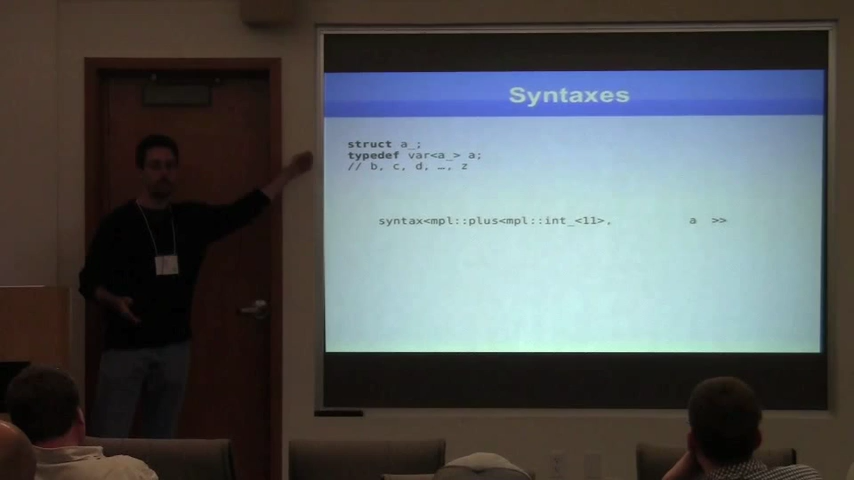 Syntaxes
struct a_;
typedef var<a_> a;
// b, c, d, …, z
syntax<mpl::plus<mpl::int_<11>, a >>